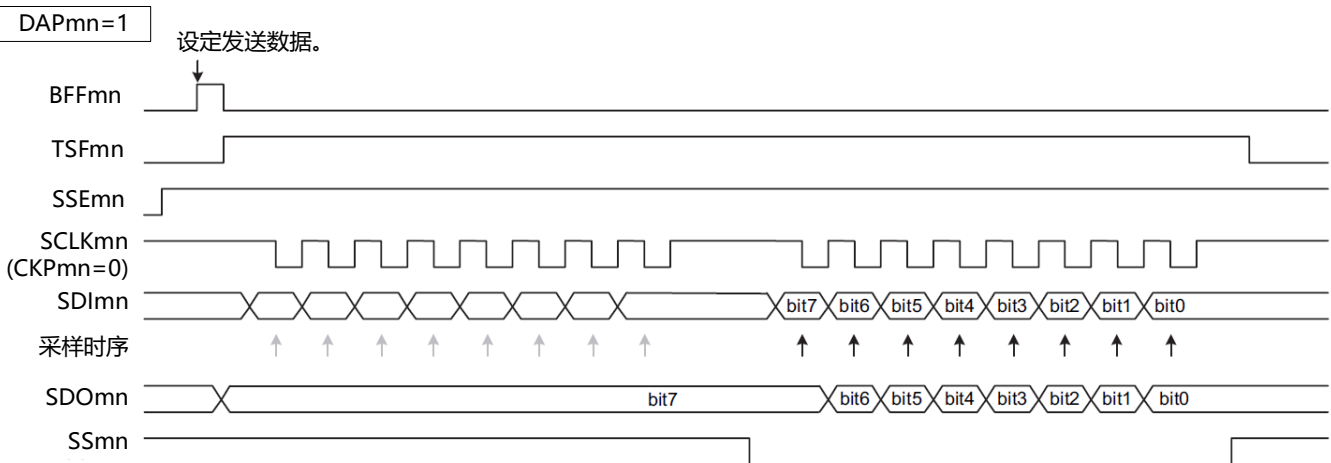 DAPmn=1
设定发送数据。
BFFmn
TSFmn
SSEmn
SCLKmn
(CKPmn=0)
SDImn
bit7 bit6 bit5 bit4 bit3 bit2 bit1 bit0
采样时序
SDOmn
bit7 bit6 bit5 bit4 bit3 bit2 bit1 bit0
SSmn